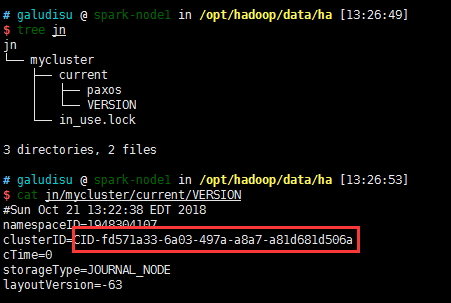 # galudisu @ spark-node1 in /opt/hadoop/data/ha [13:26:49]
$ tree jn
jn
└── mycluster
    ├── current
    │   ├── paxos
    │   └── VERSION
    └── in_use.lock

3 directories, 2 files

# galudisu @ spark-node1 in /opt/hadoop/data/ha [13:26:53]
$ cat jn/mycluster/current/VERSION
#Sun Oct 21 13:22:38 EDT 2018
namespaceID=1948304107
clusterID=CID-fd571a33-6a03-497a-a8a7-a81d681d506a
cTime=0
storageType=JOURNAL_NODE
layoutVersion=-63